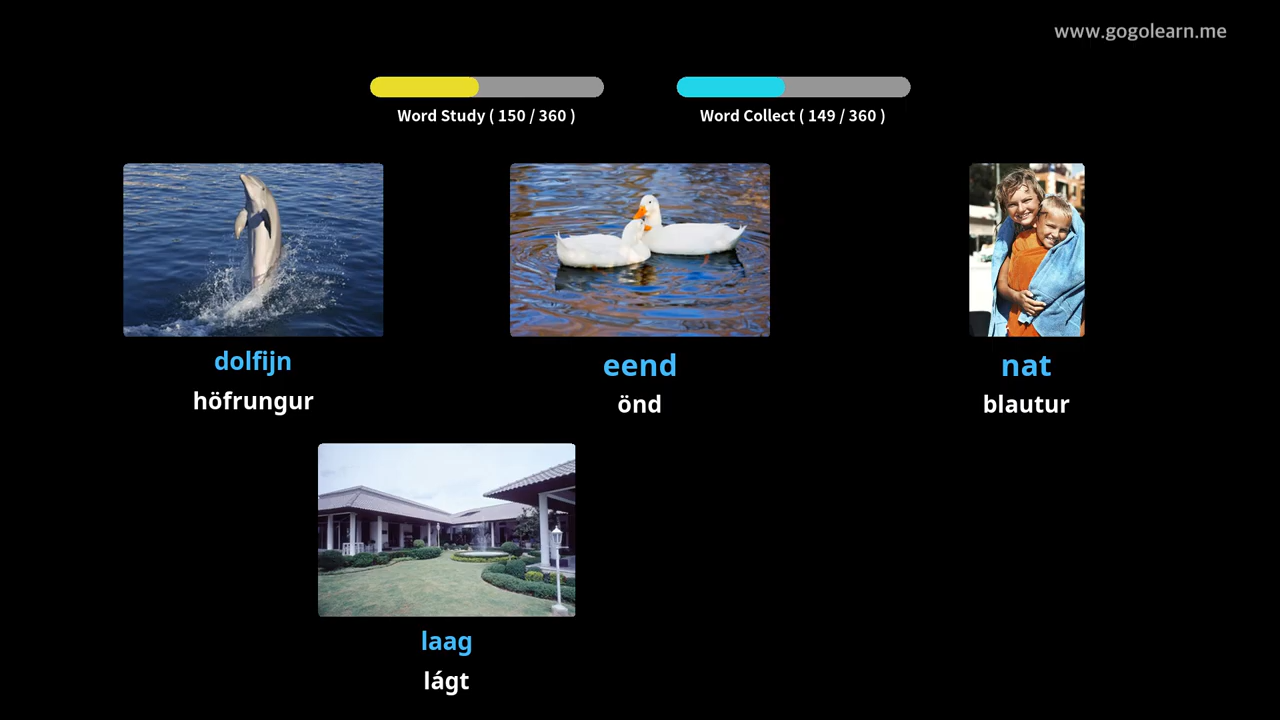 www.gogolearn.me
Word Study ( 150 / 360 )
Word Collect ( 149 / 360 )
dolfijn
höfrungur
eend
önd
nat
blautur
laag
lágt